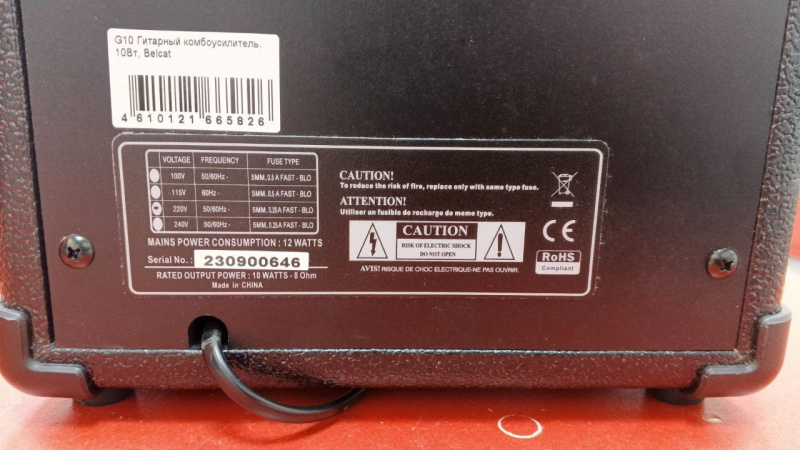 G10 Гитарный комбоусилитель,
10Вт, Belcat
4 610121 665826
VOLTAGE FREQUENCY FUSE TYPE
100V 50/60Hz - 5MM, 0.5 A FAST - BLO
115V 60Hz - 5MM, 0.5 A FAST - BLO
220V 50/60Hz - 5MM, 0.25 A FAST - BLO
240V 50/60Hz - 5MM, 0.25 A FAST - BLO
MAINS POWER CONSUMPTION : 12 WATTS
Serial No.: 230900646
RATED OUTPUT POWER : 10 WATTS - 8 Ohm
Made in CHINA
CAUTION!
To reduce the risk of fire, replace only with same type fuse.
ATTENTION!
Utiliser un fusible de recharge de meme type.
CAUTION
RISK OF ELECTRIC SHOCK
DO NOT OPEN
AVIS! RISQUE DE CHOC ELECTRIQUE-NE PAS OUVRIR.
CE
RoHS
Compliant